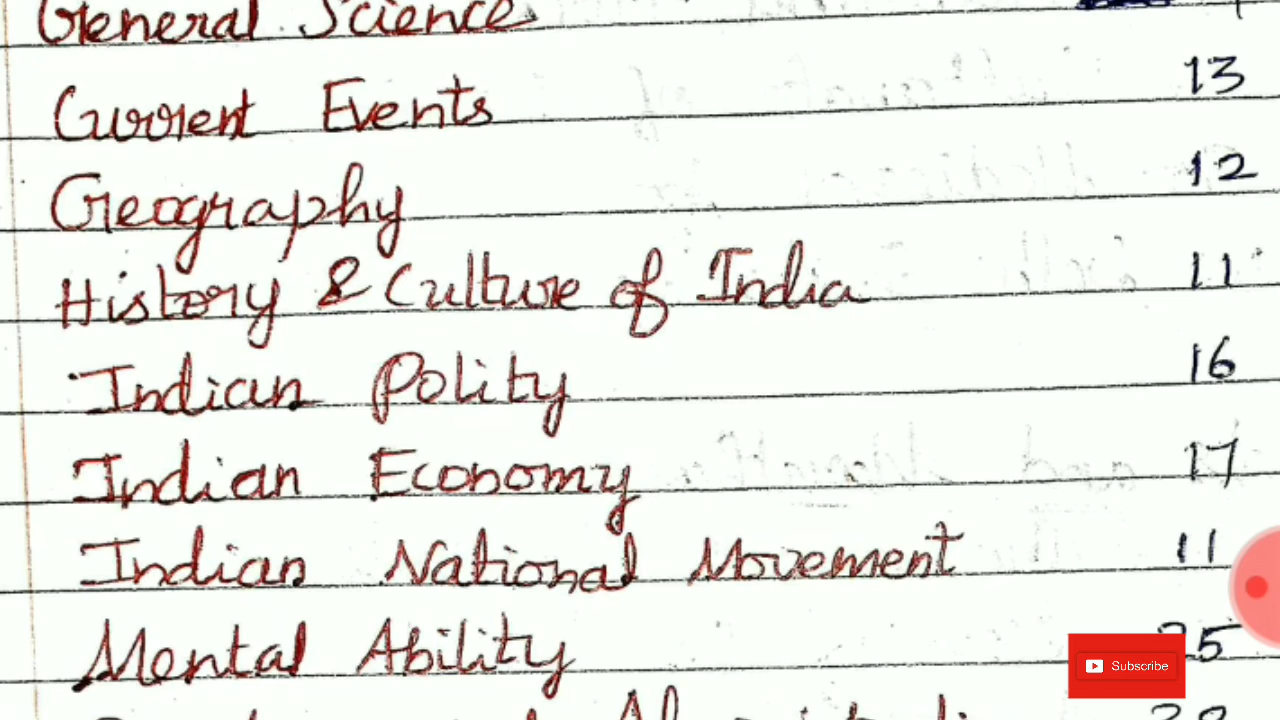 General Science
Current Events 13
Geography 12
History & Culture of India 11
Indian Polity 16
Indian Economy 17
Indian National Movement 11
Mental Ability 25
Subscribe